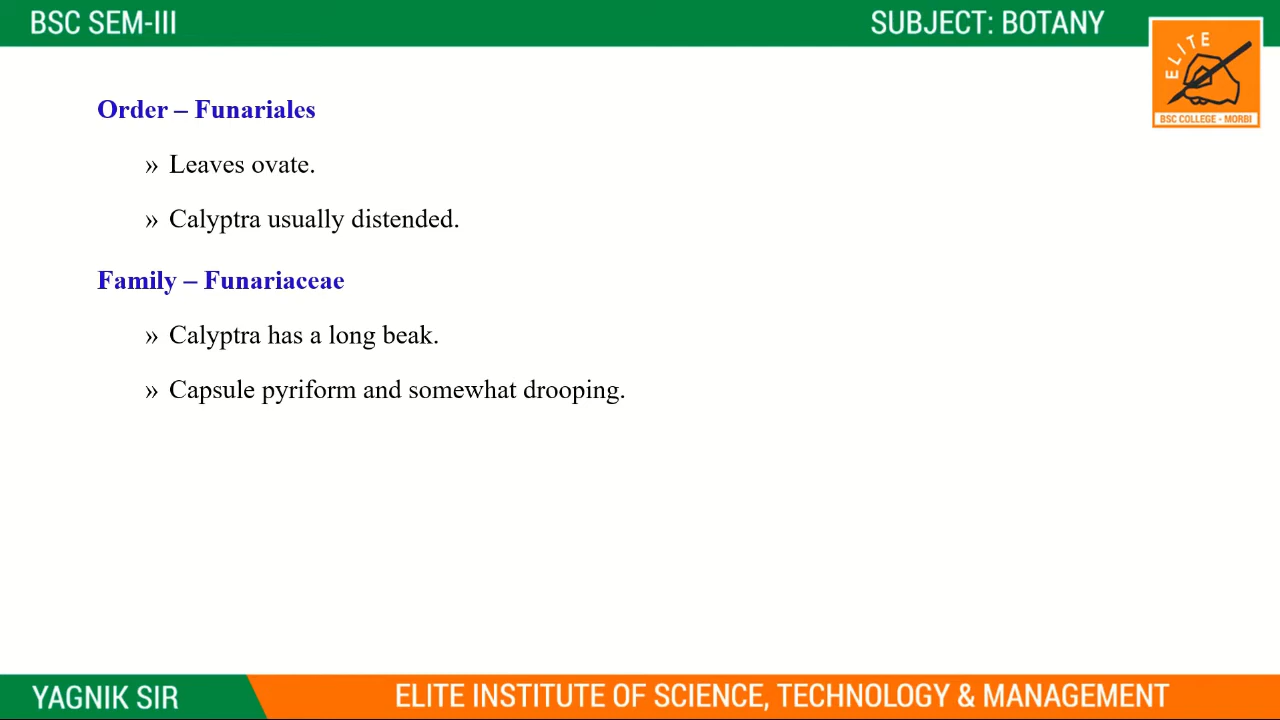 BSC SEM-III
SUBJECT: BOTANY
ELITE
BSC COLLEGE - MORBI
Order – Funariales
» Leaves ovate.
» Calyptra usually distended.
Family – Funariaceae
» Calyptra has a long beak.
» Capsule pyriform and somewhat drooping.
YAGNIK SIR
ELITE INSTITUTE OF SCIENCE, TECHNOLOGY & MANAGEMENT